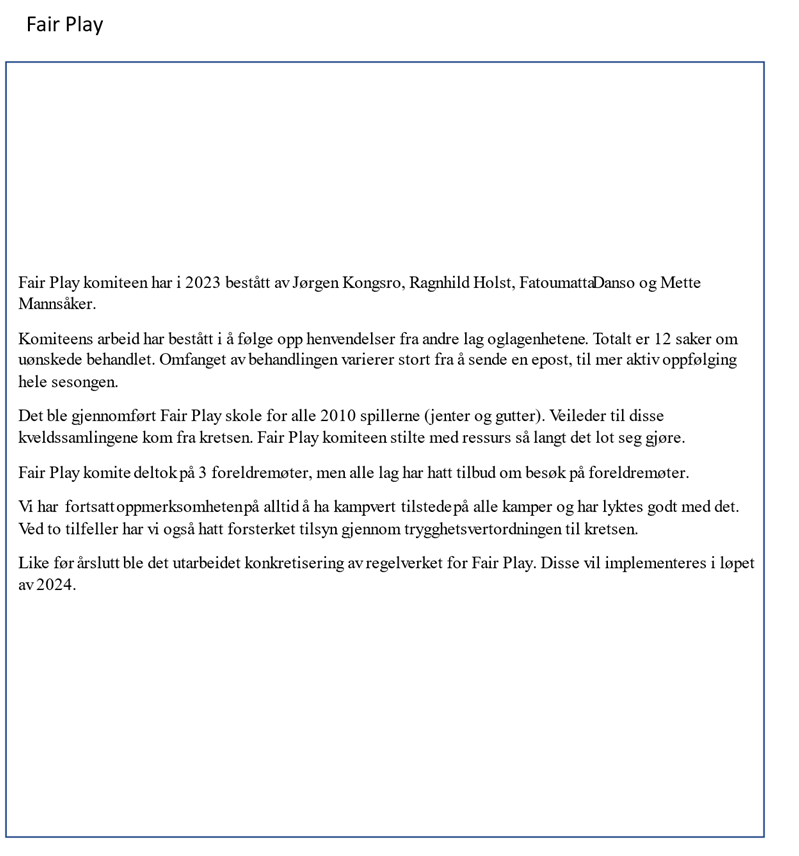 Fair Play
Fair Play komiteen har i 2023 bestått av Jørgen Kongsro, Ragnhild Holst, FatoumattaDanso og Mette
Mannsåker.
Komiteens arbeid har bestått i å følge opp henvendelser fra andre lag oglagenhetene. Totalt er 12 saker om
uønskede behandlet. Omfanget av behandlingen varierer stort fra å sende en epost, til mer aktiv oppfølging
hele sesongen.
Det ble gjennomført Fair Play skole for alle 2010 spillerne (jenter og gutter). Veileder til disse
kveldssamlingene kom fra kretsen. Fair Play komiteen stilte med ressurs så langt det lot seg gjøre.
Fair Play komite deltok på 3 foreldremøter, men alle lag har hatt tilbud om besøk på foreldremøter.
Vi har fortsatt oppmerksomheten på alltid å ha kampvert tilstede på alle kamper og har lyktes godt med det.
Ved to tilfeller har vi også hatt forsterket tilsyn gjennom trygghetsvertordningen til kretsen.
Like før årslutt ble det utarbeidet konkretisering av regelverket for Fair Play. Disse vil implementeres i løpet
av 2024.